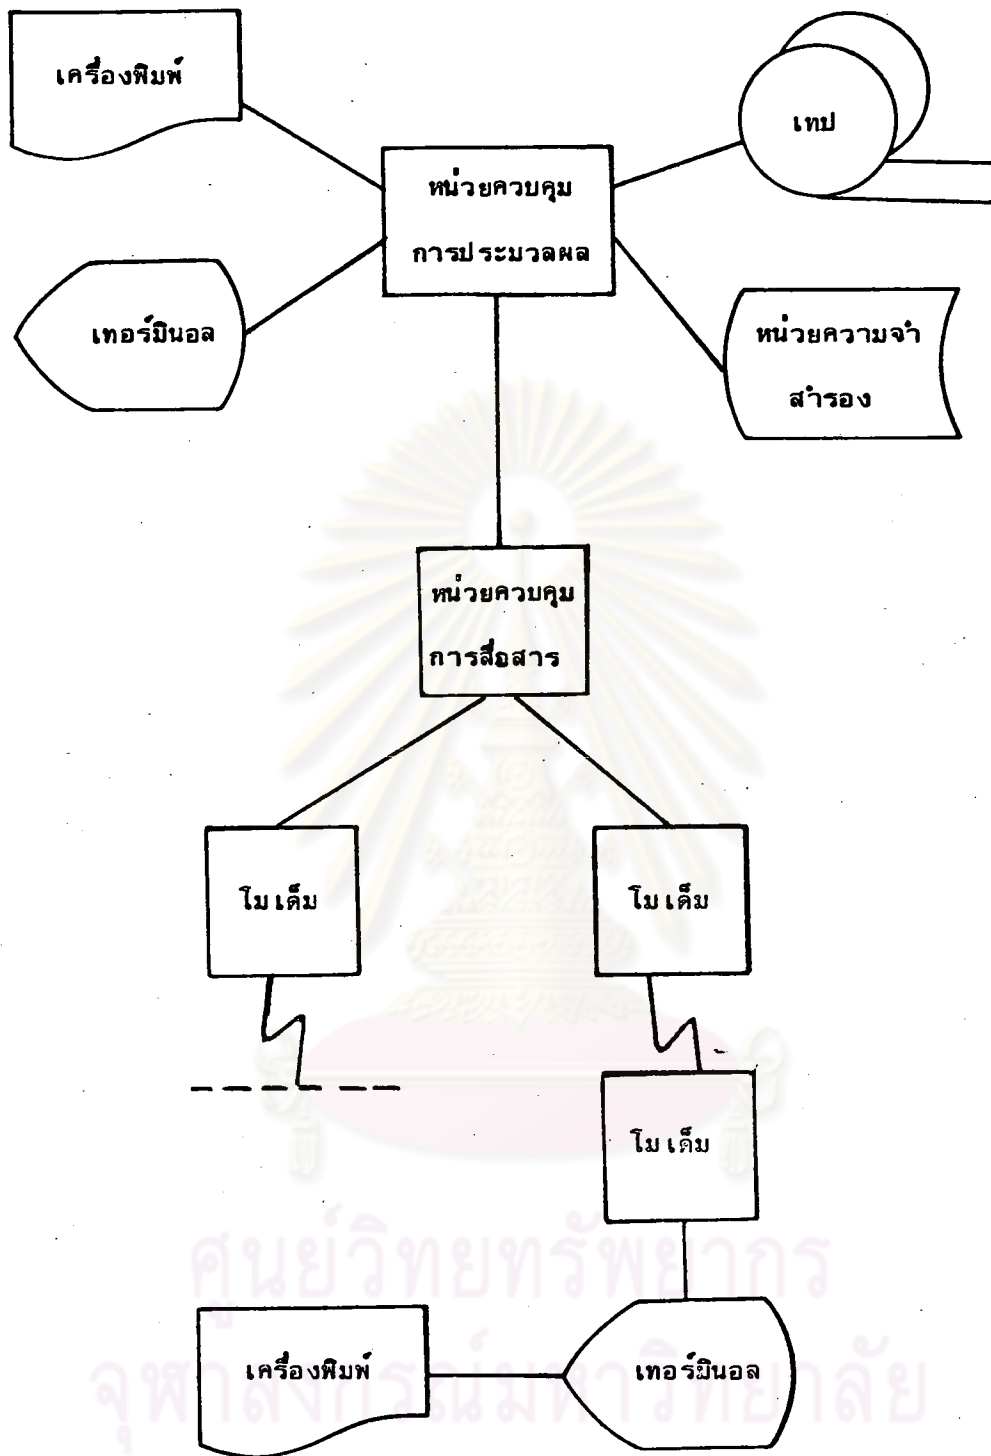 เครื่องพิมพ์
เทป
หน่วยควบคุม
การประมวลผล
เทอร์มินอล
หน่วยความจำ
สำรอง
หน่วยควบคุม
การสื่อสาร
โมเด็ม
โมเด็ม
โมเด็ม
เครื่องพิมพ์
เทอร์มินอล
ศูนย์วิทยทรัพยากร
จุฬาลงกรณ์มหาวิทยาลัย